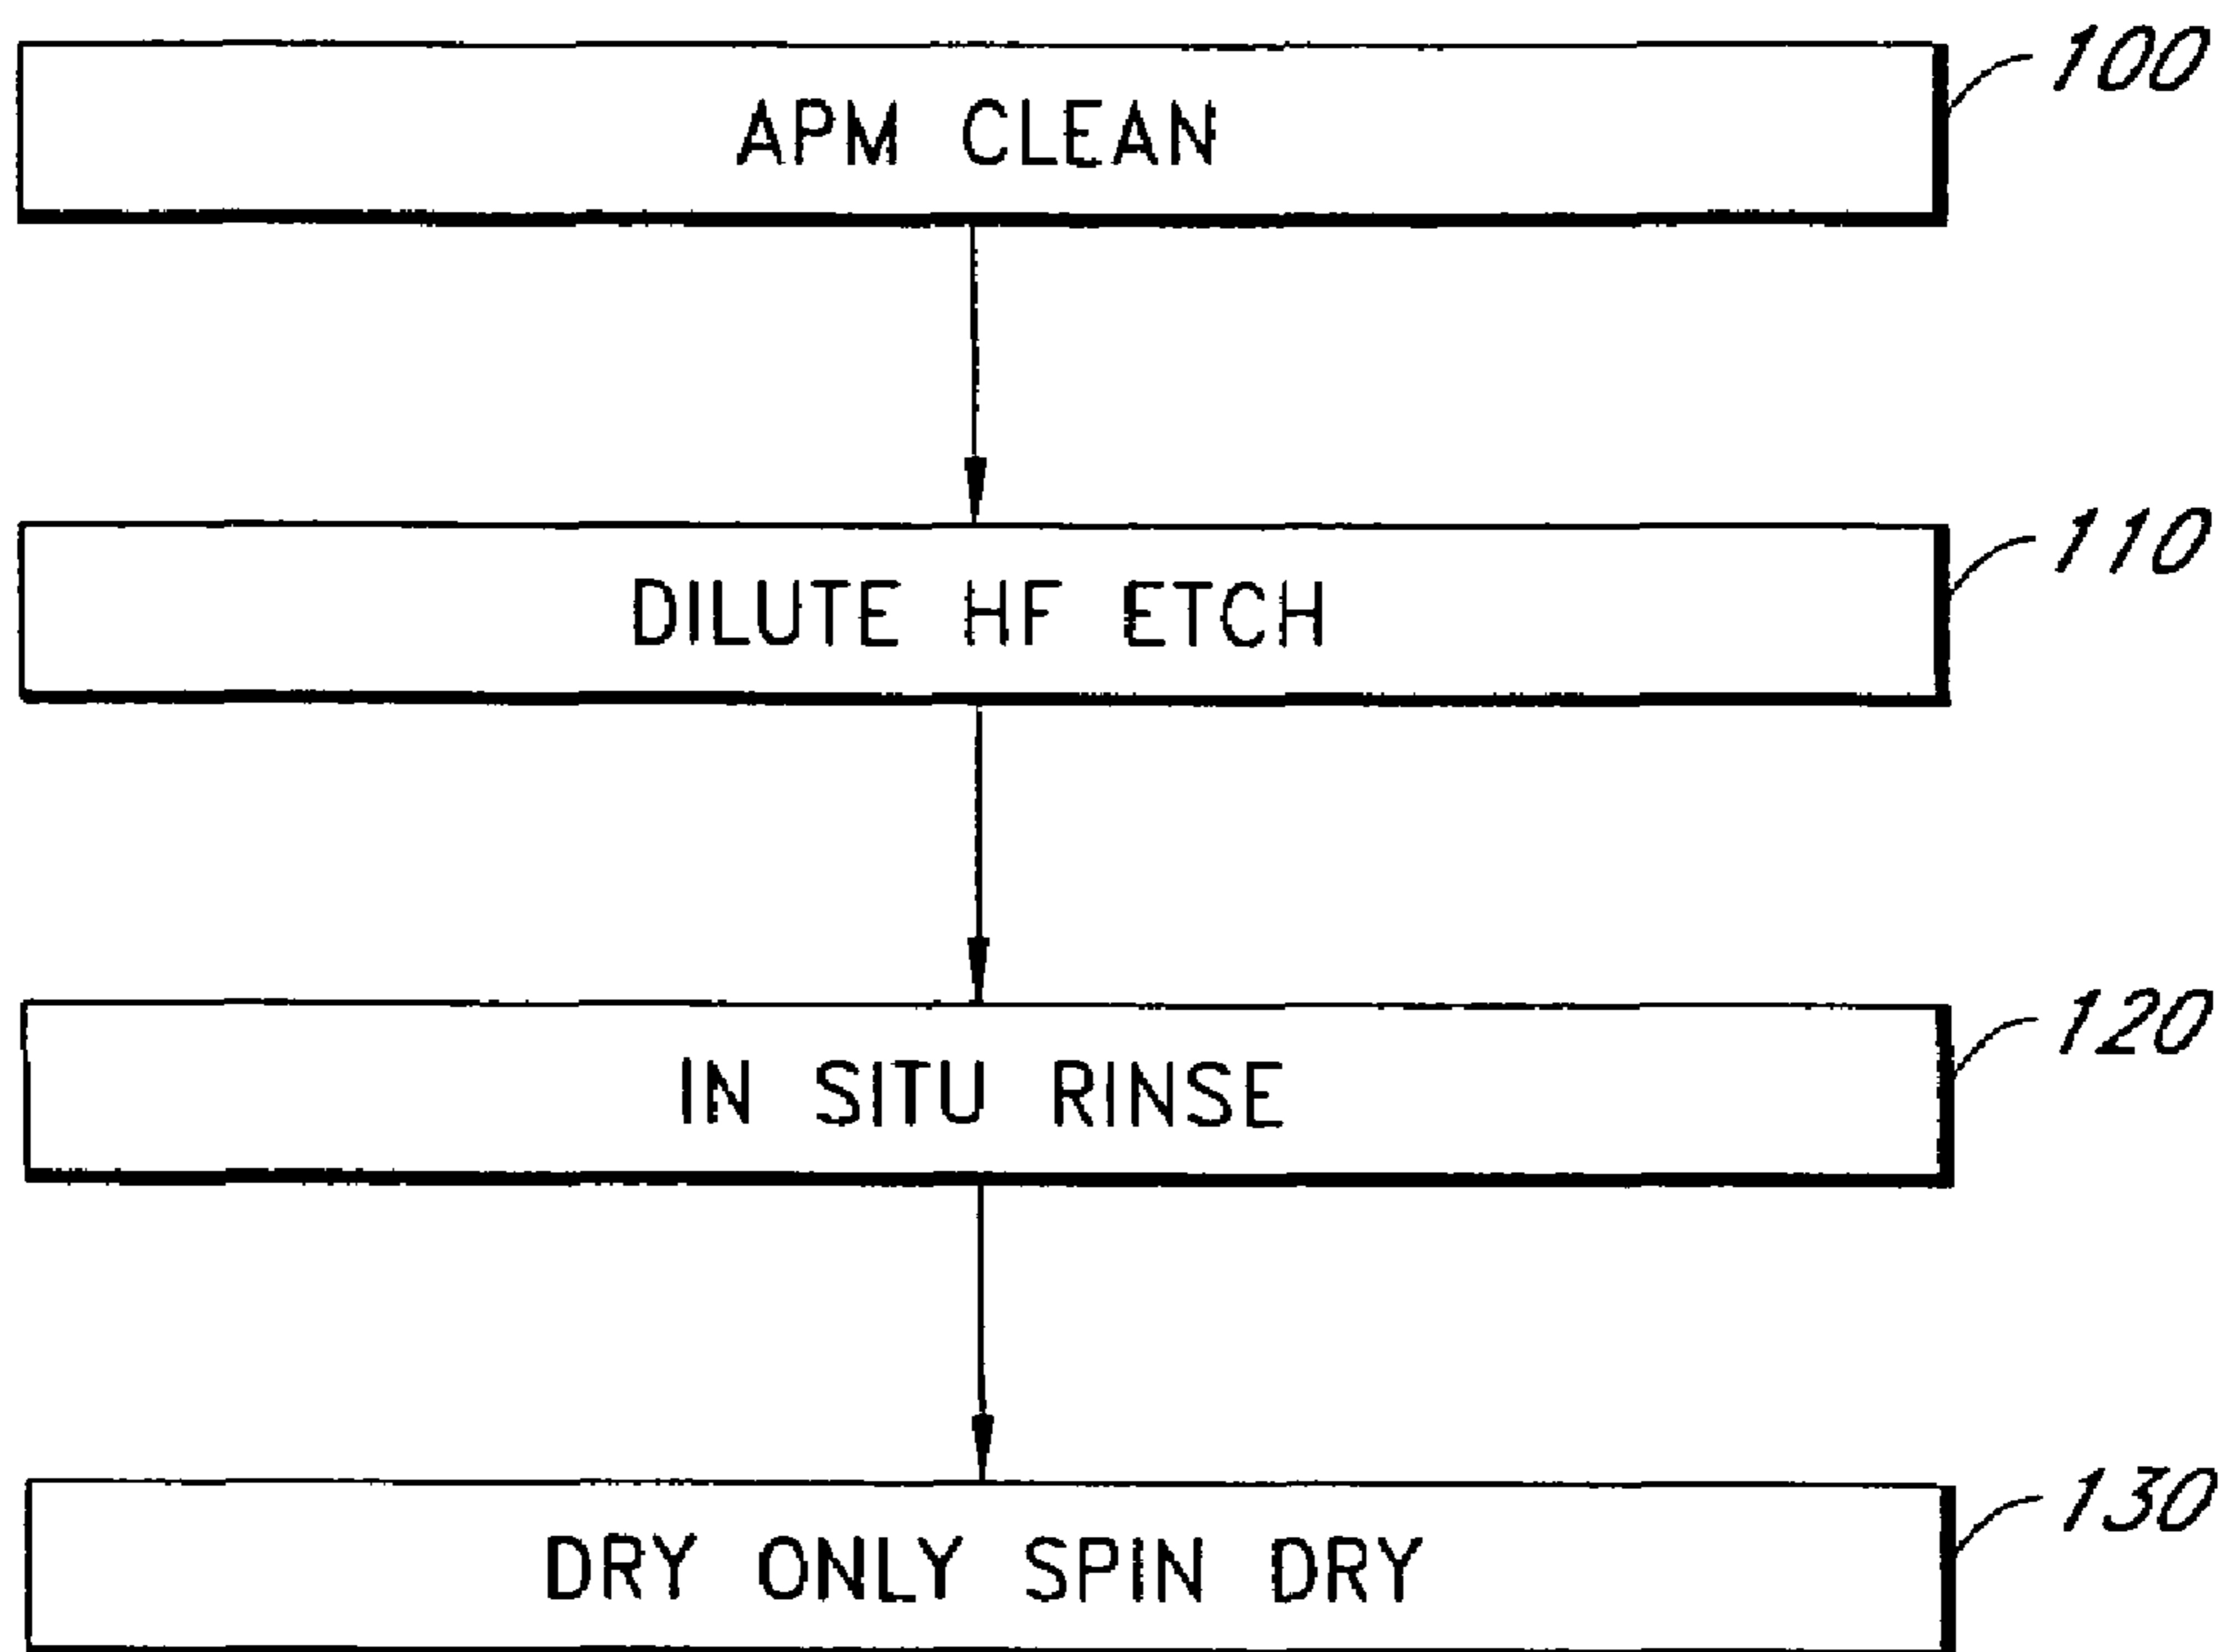 APM CLEAN
100
DILUTE HF ETCH
110
IN SITU RINSE
120
DRY ONLY SPIN DRY
130